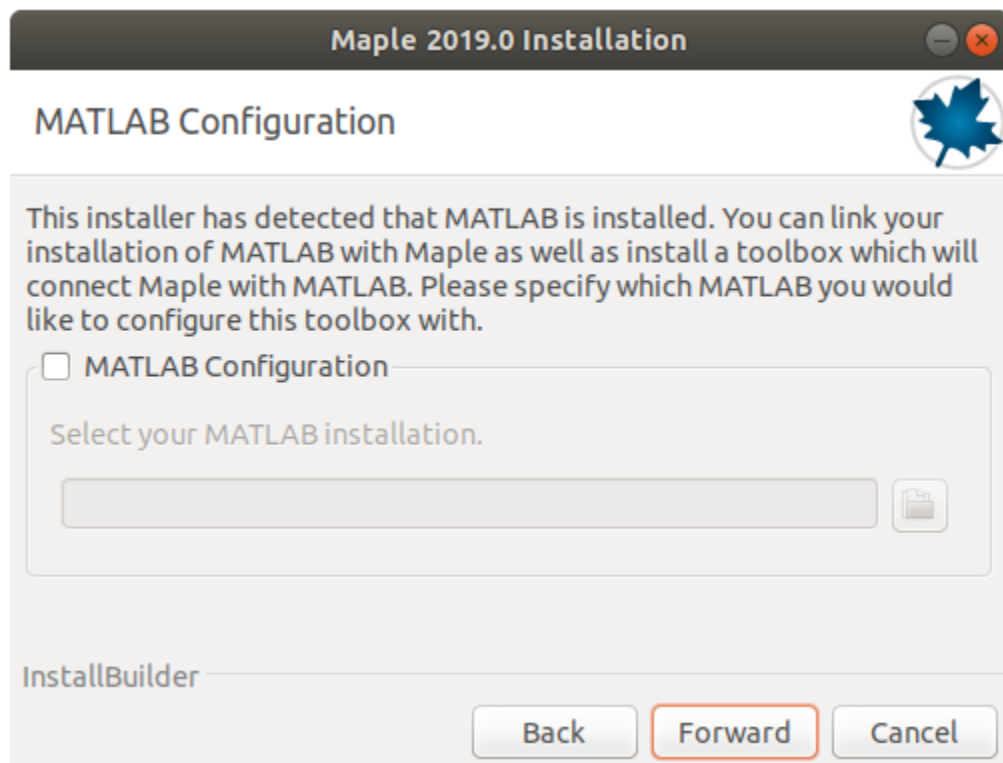 Maple 2019.0 Installation
MATLAB Configuration
This installer has detected that MATLAB is installed. You can link your
installation of MATLAB with Maple as well as install a toolbox which will
connect Maple with MATLAB. Please specify which MATLAB you would
like to configure this toolbox with.
MATLAB Configuration
Select your MATLAB installation.
InstallBuilder
Back Forward Cancel